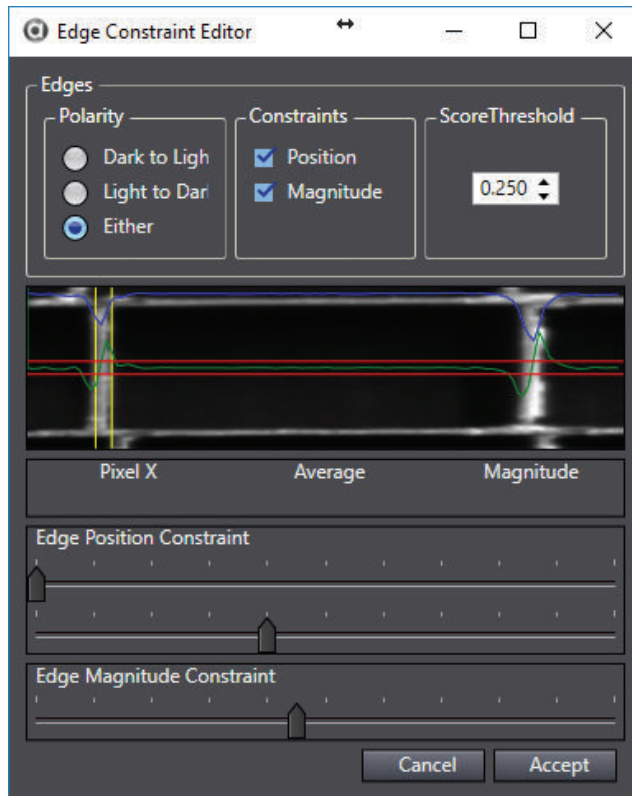 Edge Constraint Editor
Edges
Polarity
Constraints
ScoreThreshold
Dark to Ligh
Light to Dar
Either
Position
Magnitude
0.250
Pixel X Average Magnitude
Edge Position Constraint
Edge Magnitude Constraint
Cancel Accept